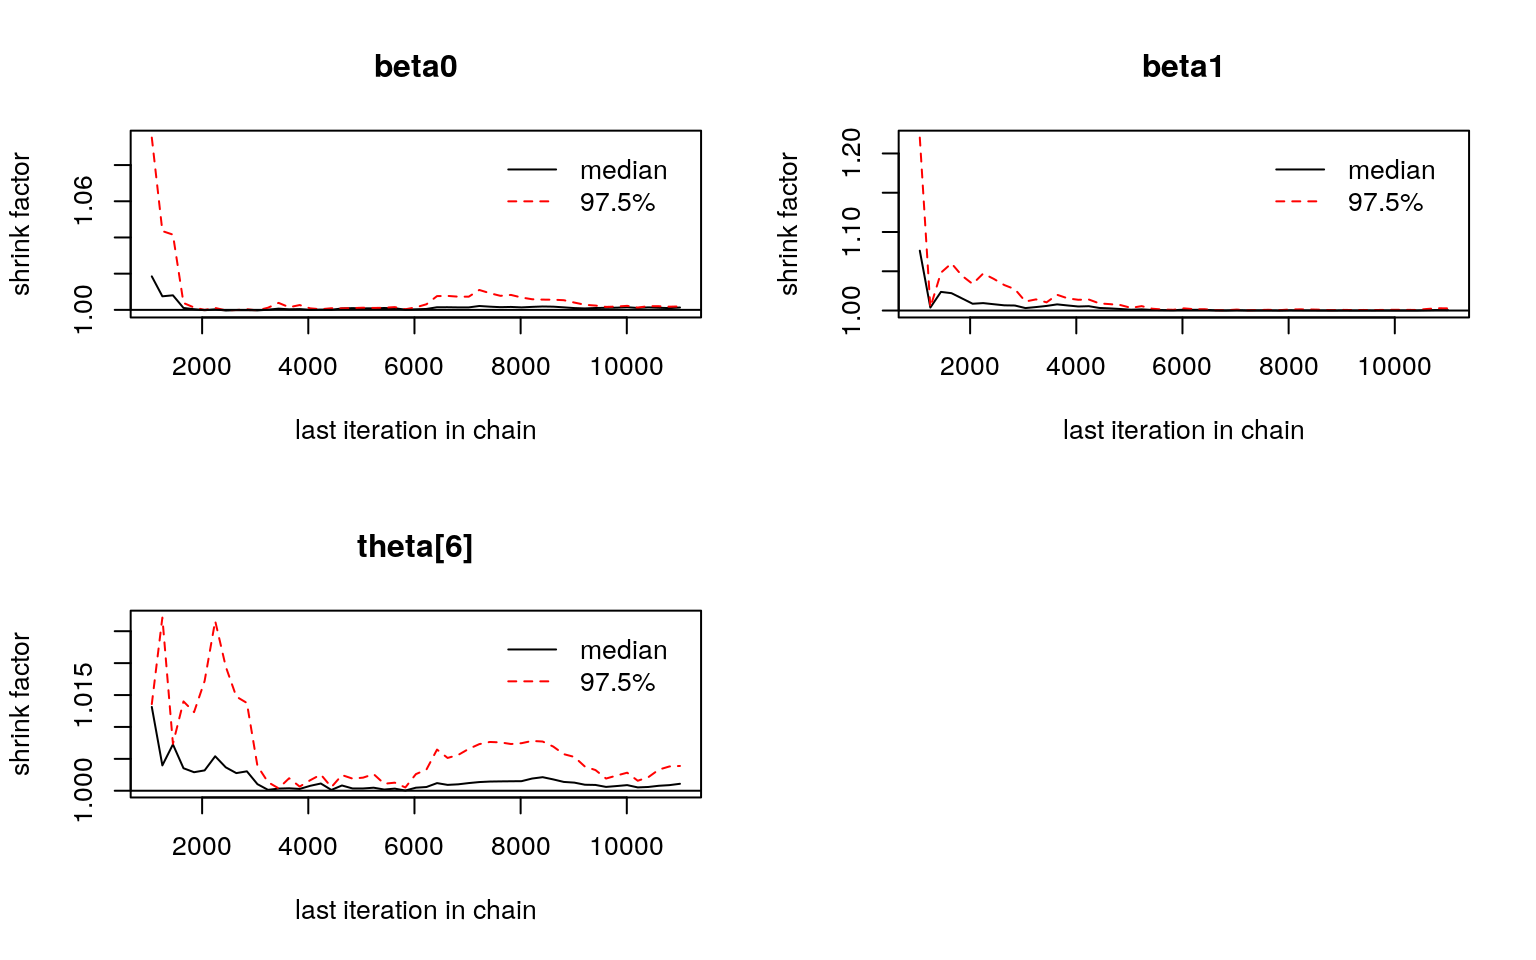 beta0
shrink factor
1.00
1.06
median
97.5%
2000 4000 6000 8000 10000
last iteration in chain
beta1
shrink factor
1.00
1.10
1.20
median
97.5%
2000 4000 6000 8000 10000
last iteration in chain
theta[6]
shrink factor
1.000
1.015
median
97.5%
2000 4000 6000 8000 10000
last iteration in chain